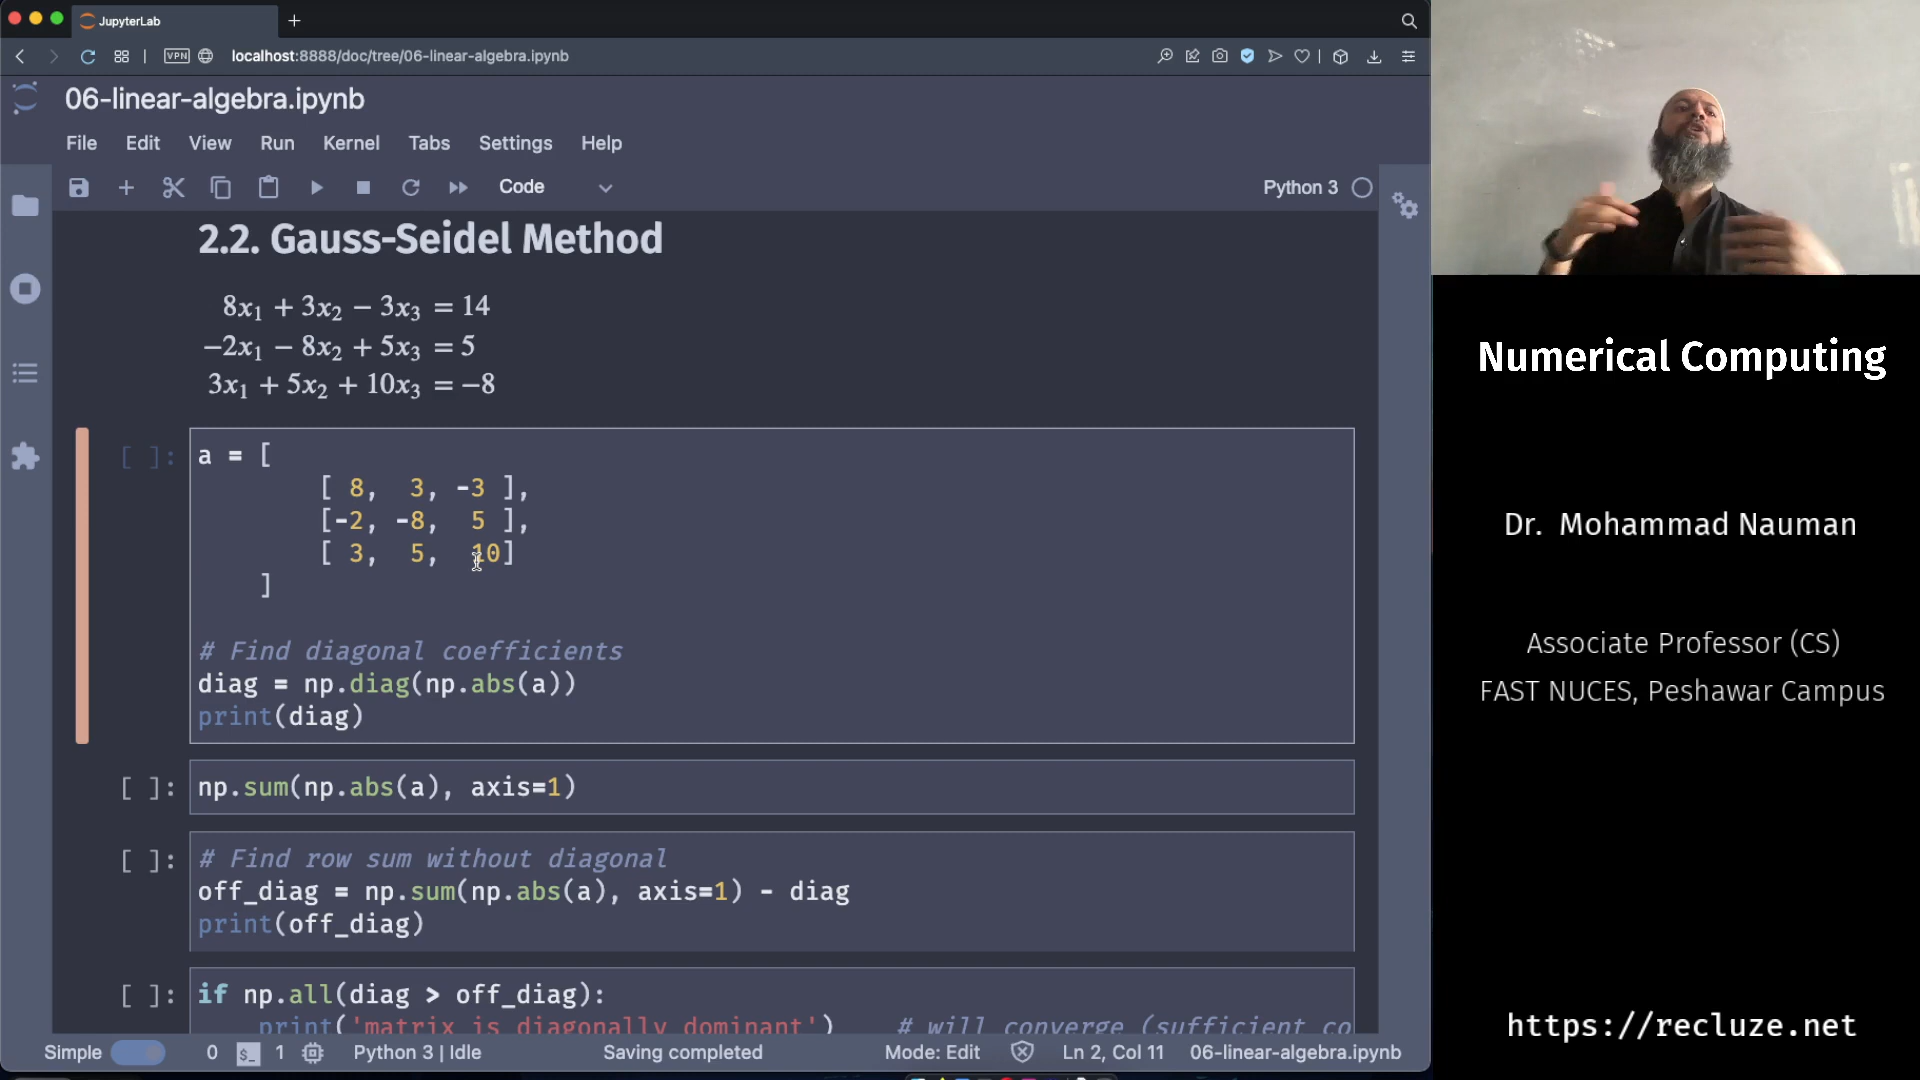 JupyterLab
VPN localhost:8888/doc/tree/06-linear-algebra.ipynb
06-linear-algebra.ipynb
File Edit View Run Kernel Tabs Settings Help
Code Python 3
2.2. Gauss-Seidel Method
8x₁ + 3x₂ − 3x₃ = 14
−2x₁ − 8x₂ + 5x₃ = 5
3x₁ + 5x₂ + 10x₃ = −8
[ ]: a = [
[ 8, 3, -3 ],
[-2, -8, 5 ],
[ 3, 5, 10]
]
# Find diagonal coefficients
diag = np.diag(np.abs(a))
print(diag)
[ ]: np.sum(np.abs(a), axis=1)
[ ]: # Find row sum without diagonal
off_diag = np.sum(np.abs(a), axis=1) - diag
print(off_diag)
[ ]: if np.all(diag > off_diag):
print('matrix is diagonally dominant') # will converge (sufficient co
Simple 0 $_ 1 Python 3 | Idle Saving completed Mode: Edit Ln 2, Col 11 06-linear-algebra.ipynb
Numerical Computing
Dr. Mohammad Nauman
Associate Professor (CS)
FAST NUCES, Peshawar Campus
https://recluze.net